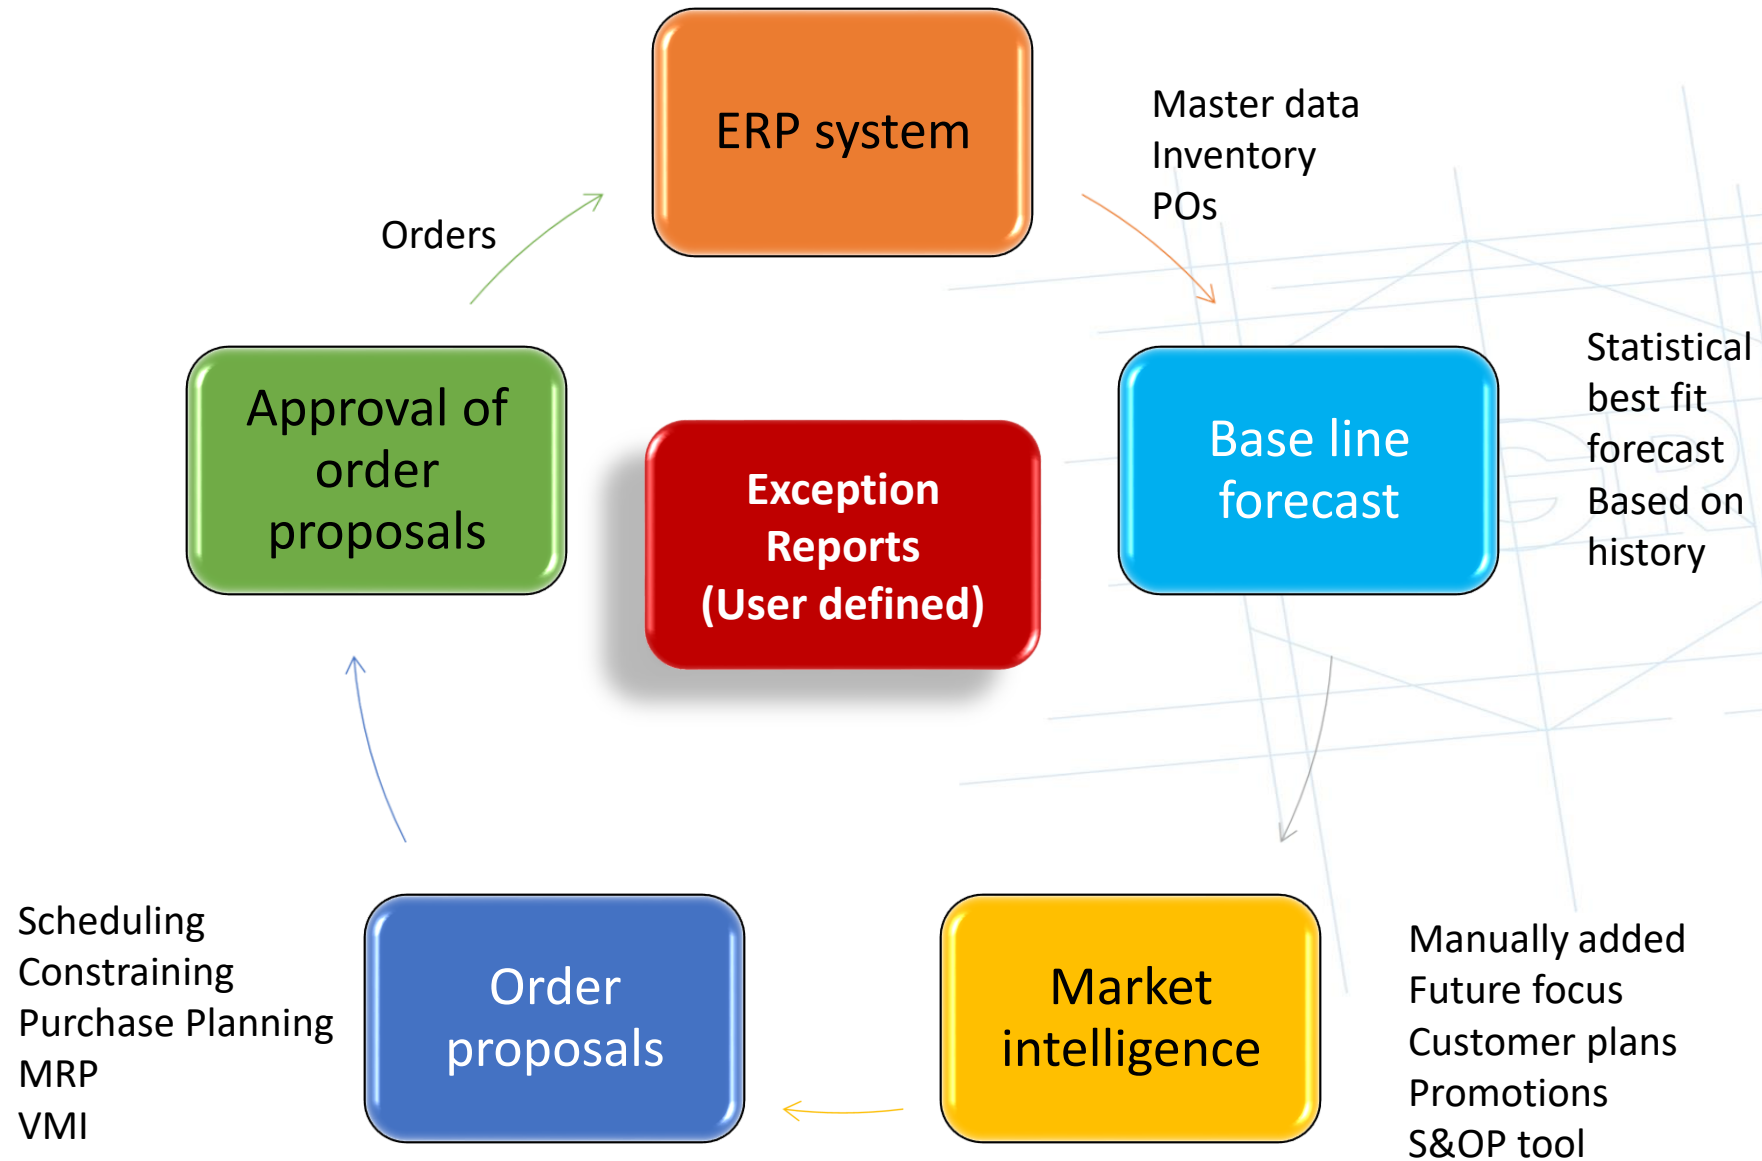 ERP system
Master data
Inventory
POs
Orders
Statistical
best fit
forecast
Based on
history
Approval of
order
proposals
Exception
Reports
(User defined)
Base line
forecast
GR
Scheduling
Constraining
Purchase Planning
MRP
VMI
Order
proposals
Market
intelligence
Manually added
Future focus
Customer plans
Promotions
S&OP tool